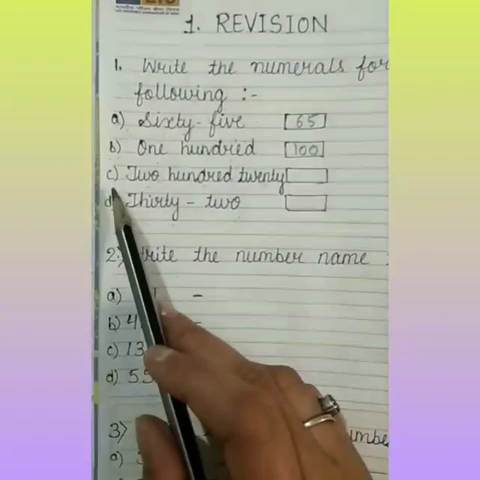 1. REVISION
1. Write the numerals for
following :-
a) Sixty-five 65
b) One hundred 100
c) Two hundred twenty
d) Thirty-two
2) Write the number name :
a) -
b) 4 -
c) 13
d) 55
3)
a)